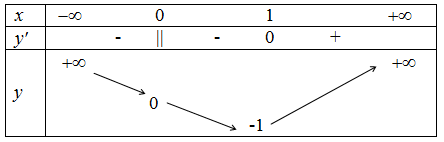 x −∞ 0 1 +∞
y' - || - 0 +
+∞ +∞
y 0
-1